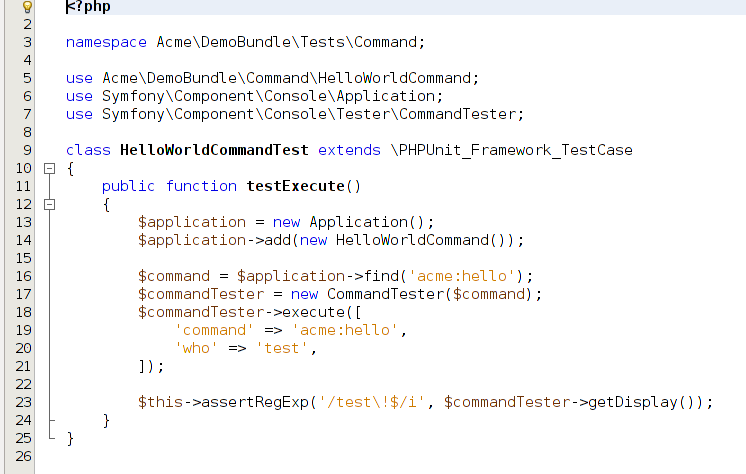 <?php
2
3 namespace Acme\DemoBundle\Tests\Command;
4
5 use Acme\DemoBundle\Command\HelloWorldCommand;
6 use Symfony\Component\Console\Application;
7 use Symfony\Component\Console\Tester\CommandTester;
8
9 class HelloWorldCommandTest extends \PHPUnit_Framework_TestCase
10 {
11     public function testExecute()
12     {
13         $application = new Application();
14         $application->add(new HelloWorldCommand());
15
16         $command = $application->find('acme:hello');
17         $commandTester = new CommandTester($command);
18         $commandTester->execute([
19             'command' => 'acme:hello',
20             'who' => 'test',
21         ]);
22
23         $this->assertRegExp('/test\!$/i', $commandTester->getDisplay());
24     }
25 }
26